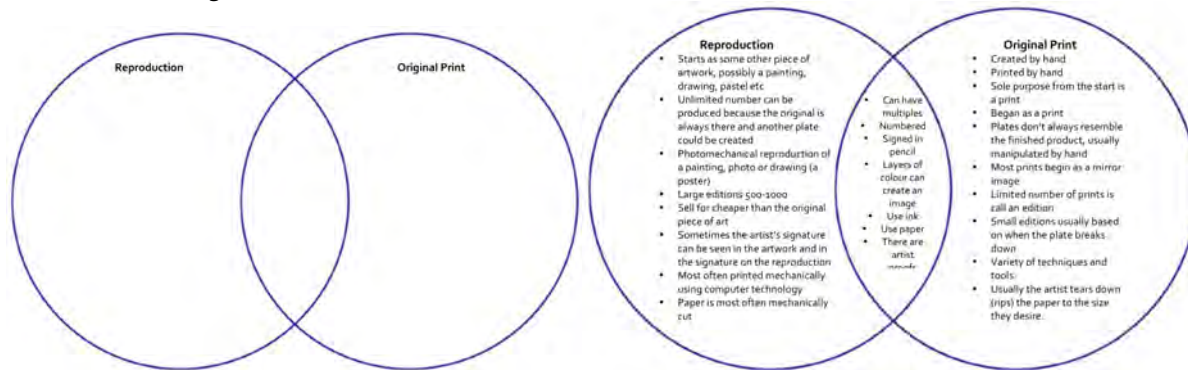 Reproduction
Original Print
Reproduction
• Starts as some other piece of
artwork, possibly a painting,
drawing, pastel etc
• Unlimited number can be
produced because the original is
always there and another plate
could be created
• Photomechanical reproduction of
a painting, photo or drawing (a
poster)
• Large editions 500-1000
• Sell for cheaper than the original
piece of art
• Sometimes the artist's signature
can be seen in the artwork and in
the signature on the reproduction
• Most often printed mechanically
using computer technology
• Paper is most often mechanically
cut
• Can have
multiples
• Numbered
• Signed in
pencil
• Layers of
colour can
create an
image
• Use ink
• Use paper
• There are
artist
proofs
Original Print
• Created by hand
• Printed by hand
• Sole purpose from the start is
a print
• Began as a print
• Plates don't always resemble
the finished product, usually
manipulated by hand
• Most prints begin as a mirror
image
• Limited number of prints is
call an edition
• Small editions usually based
on when the plate breaks
down
• Variety of techniques and
tools
• Usually the artist tears down
(rips) the paper to the size
they desire.